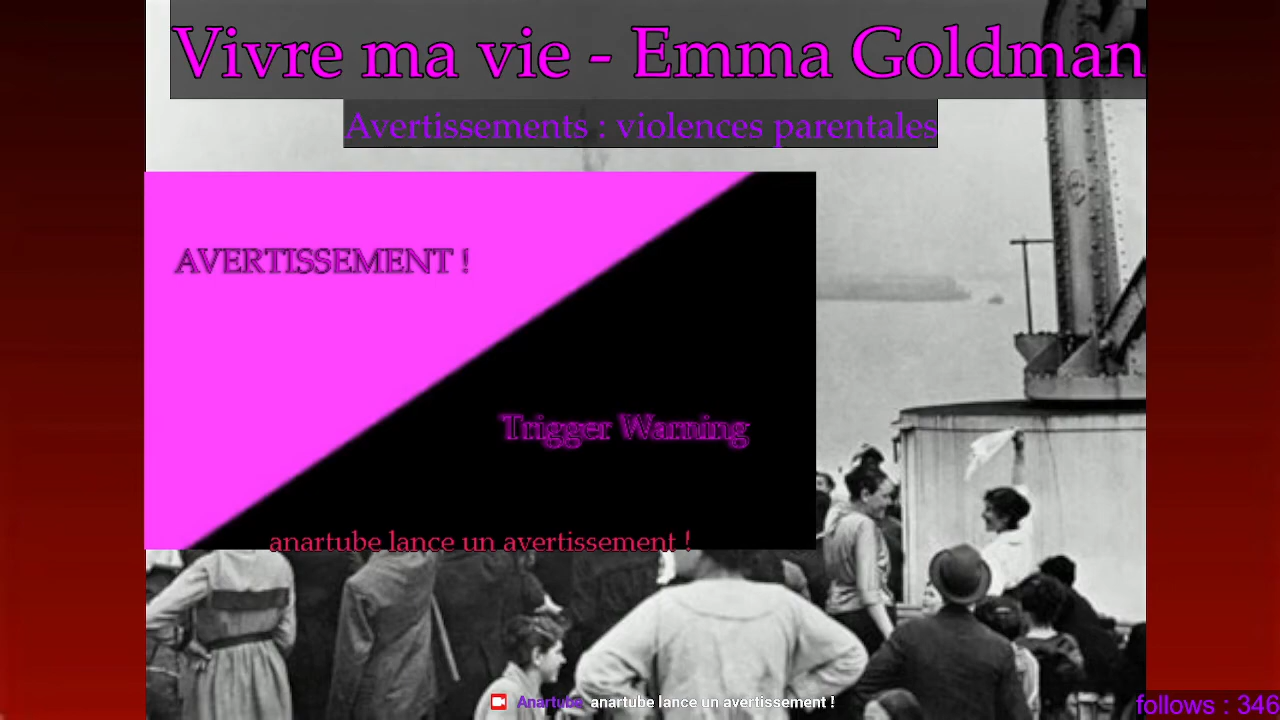 Vivre ma vie - Emma Goldman
Avertissements : violences parentales
AVERTISSEMENT !
Trigger Warning
anartube lance un avertissement !
Anartube anartube lance un avertissement !
follows : 346